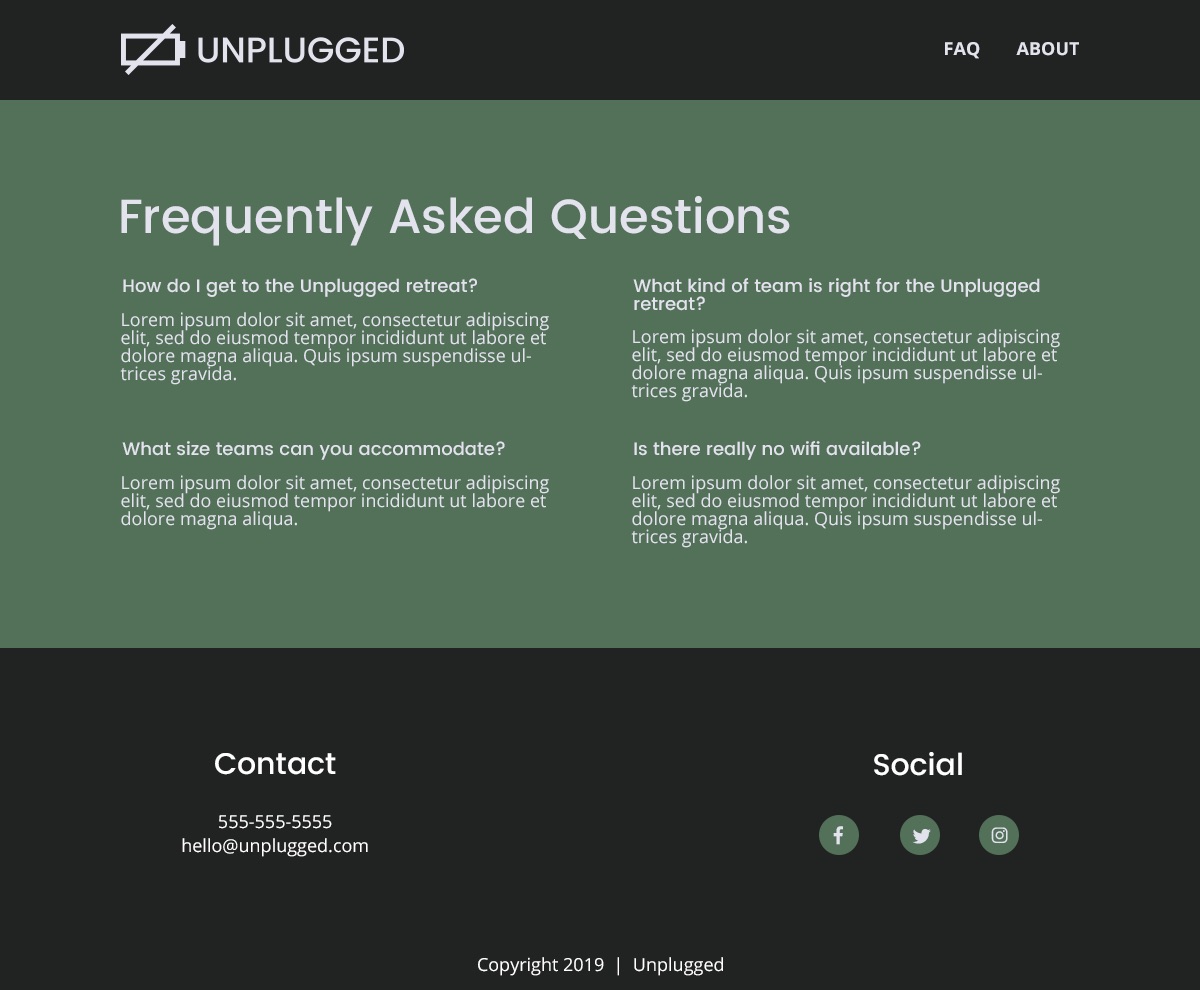 UNPLUGGED
FAQ
ABOUT
Frequently Asked Questions
How do I get to the Unplugged retreat?
Lorem ipsum dolor sit amet, consectetur adipiscing
elit, sed do eiusmod tempor incididunt ut labore et
dolore magna aliqua. Quis ipsum suspendisse ul-
trices gravida.
What kind of team is right for the Unplugged
retreat?
Lorem ipsum dolor sit amet, consectetur adipiscing
elit, sed do eiusmod tempor incididunt ut labore et
dolore magna aliqua. Quis ipsum suspendisse ul-
trices gravida.
What size teams can you accommodate?
Lorem ipsum dolor sit amet, consectetur adipiscing
elit, sed do eiusmod tempor incididunt ut labore et
dolore magna aliqua.
Is there really no wifi available?
Lorem ipsum dolor sit amet, consectetur adipiscing
elit, sed do eiusmod tempor incididunt ut labore et
dolore magna aliqua. Quis ipsum suspendisse ul-
trices gravida.
Contact
555-555-5555
hello@unplugged.com
Social
Copyright 2019 | Unplugged